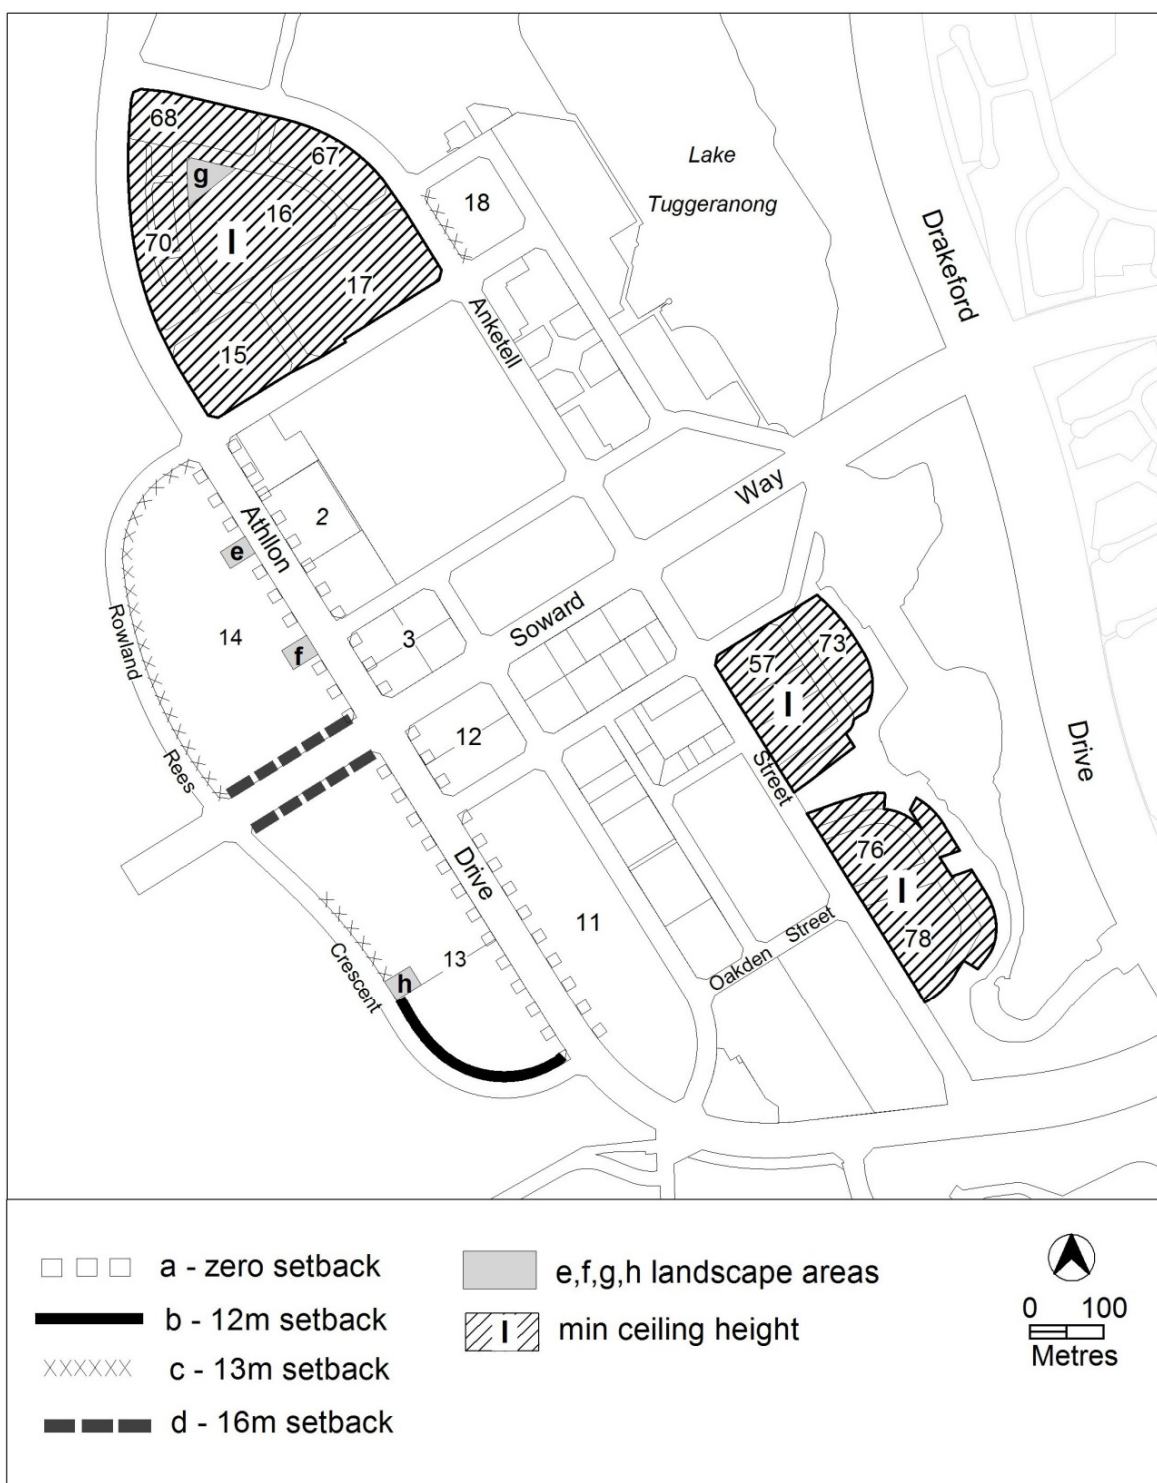 68
67
g
18
Lake
Tuggeranong
16
70
I
17
15
Drakeford
Anketell
Way
2
Athllon
e
Rowland
14
f
3
Soward
73
57
I
12
Rees
Street
Drive
76
I
Drive
11
78
Street
Oakden
13
h
Crescent
a - zero setback
b - 12m setback
c - 13m setback
d - 16m setback
e,f,g,h landscape areas
I min ceiling height
0 100
Metres